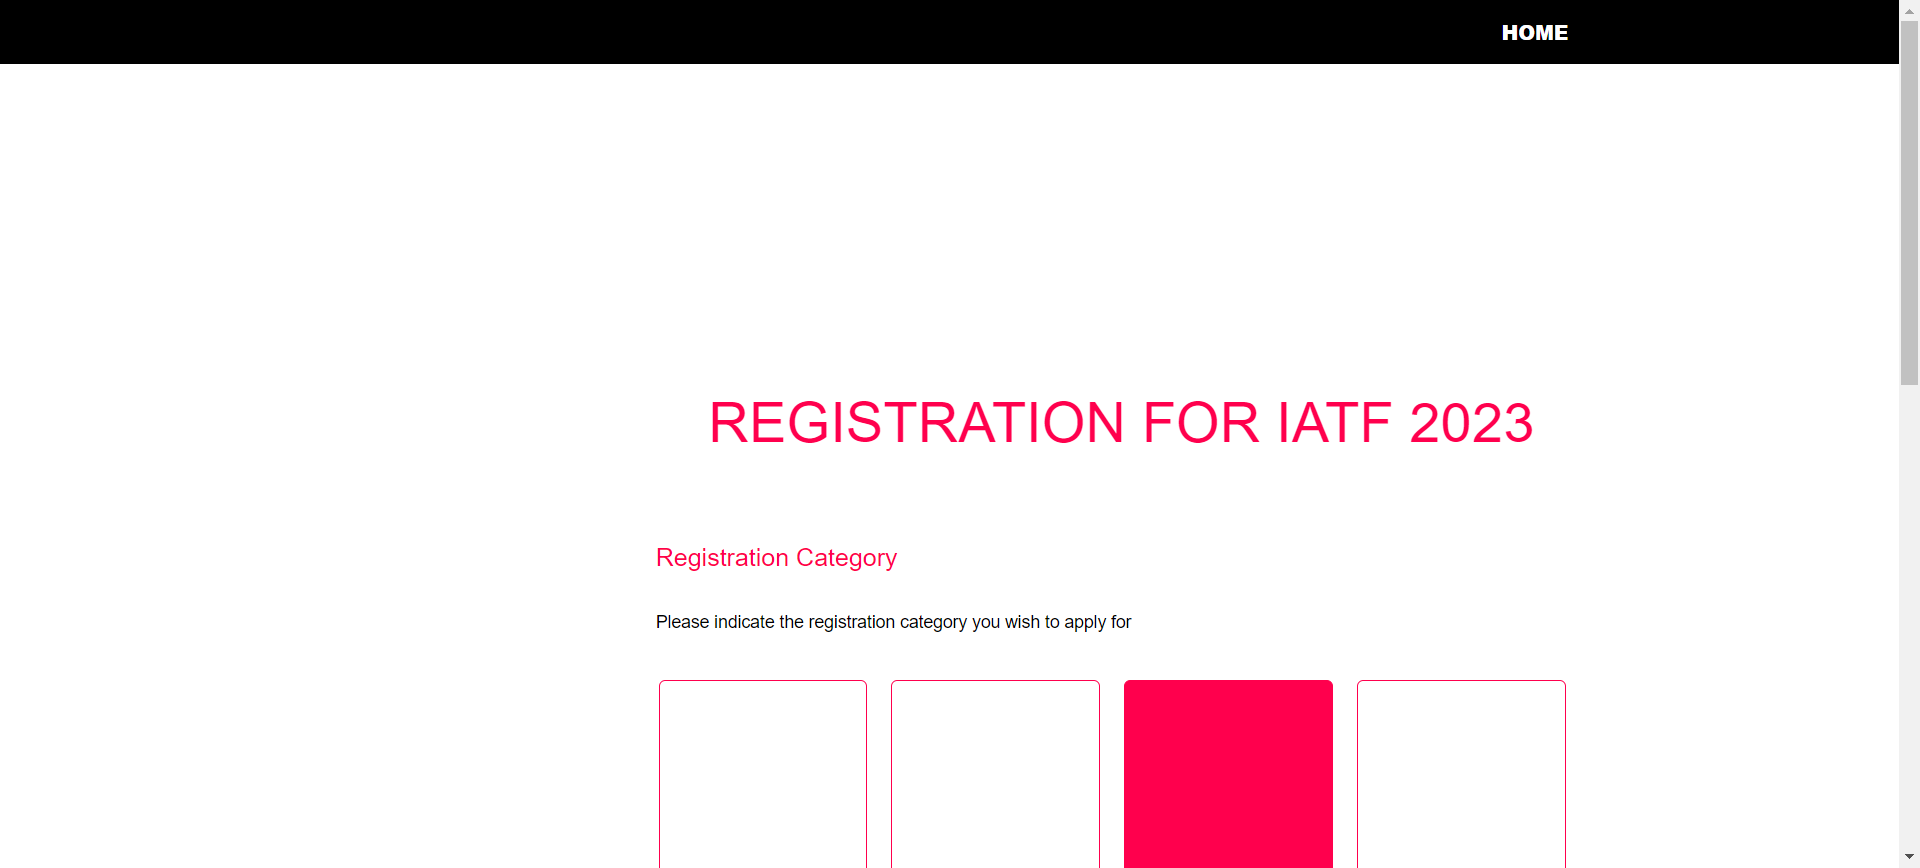 HOME
REGISTRATION FOR IATF 2023
Registration Category
Please indicate the registration category you wish to apply for